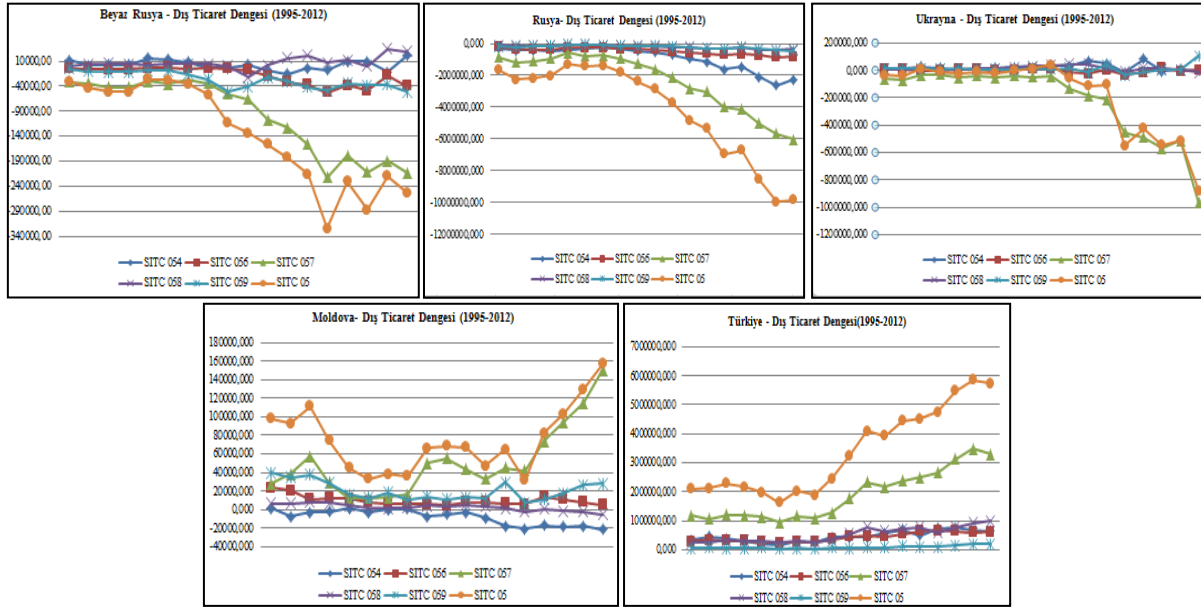 Beyaz Rusya - Dış Ticaret Dengesi (1995-2012)
10000,00
-40000,00
-90000,00
-140000,00
-190000,00
-240000,00
-290000,00
-340000,00
SITC 054 SITC 056 SITC 057
SITC 058 SITC 059 SITC 05
Rusya- Dış Ticaret Dengesi (1995-2012)
,000
-2000000,000
-4000000,000
-6000000,000
-8000000,000
-10000000,000
-12000000,000
SITC 054 SITC 056 SITC 057
SITC 058 SITC 059 SITC 05
Ukrayna - Dış Ticaret Dengesi (1995-2012)
200000,000
,000
-200000,000
-400000,000
-600000,000
-800000,000
-1000000,000
-1200000,000
SITC 054 SITC 056 SITC 057
SITC 058 SITC 059 SITC 05
Moldova- Dış Ticaret Dengesi (1995-2012)
180000,000
160000,000
140000,000
120000,000
100000,000
80000,000
60000,000
40000,000
20000,000
,000
-20000,000
-40000,000
SITC 054 SITC 056 SITC 057
SITC 058 SITC 059 SITC 05
Türkiye - Dış Ticaret Dengesi(1995-2012)
7000000,000
6000000,000
5000000,000
4000000,000
3000000,000
2000000,000
1000000,000
,000
SITC 054 SITC 056 SITC 057
SITC 058 SITC 059 SITC 05